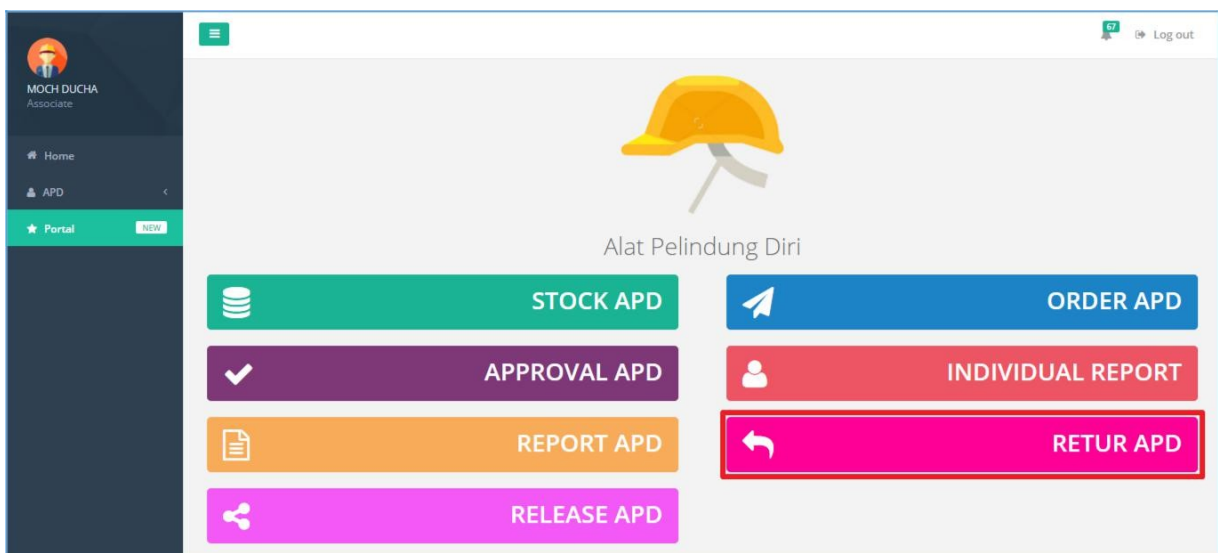 67
Log out
MOCH DUCHA
Associate
Home
APD
Portal NEW
Alat Pelindung Diri
STOCK APD
ORDER APD
APPROVAL APD
INDIVIDUAL REPORT
REPORT APD
RETUR APD
RELEASE APD